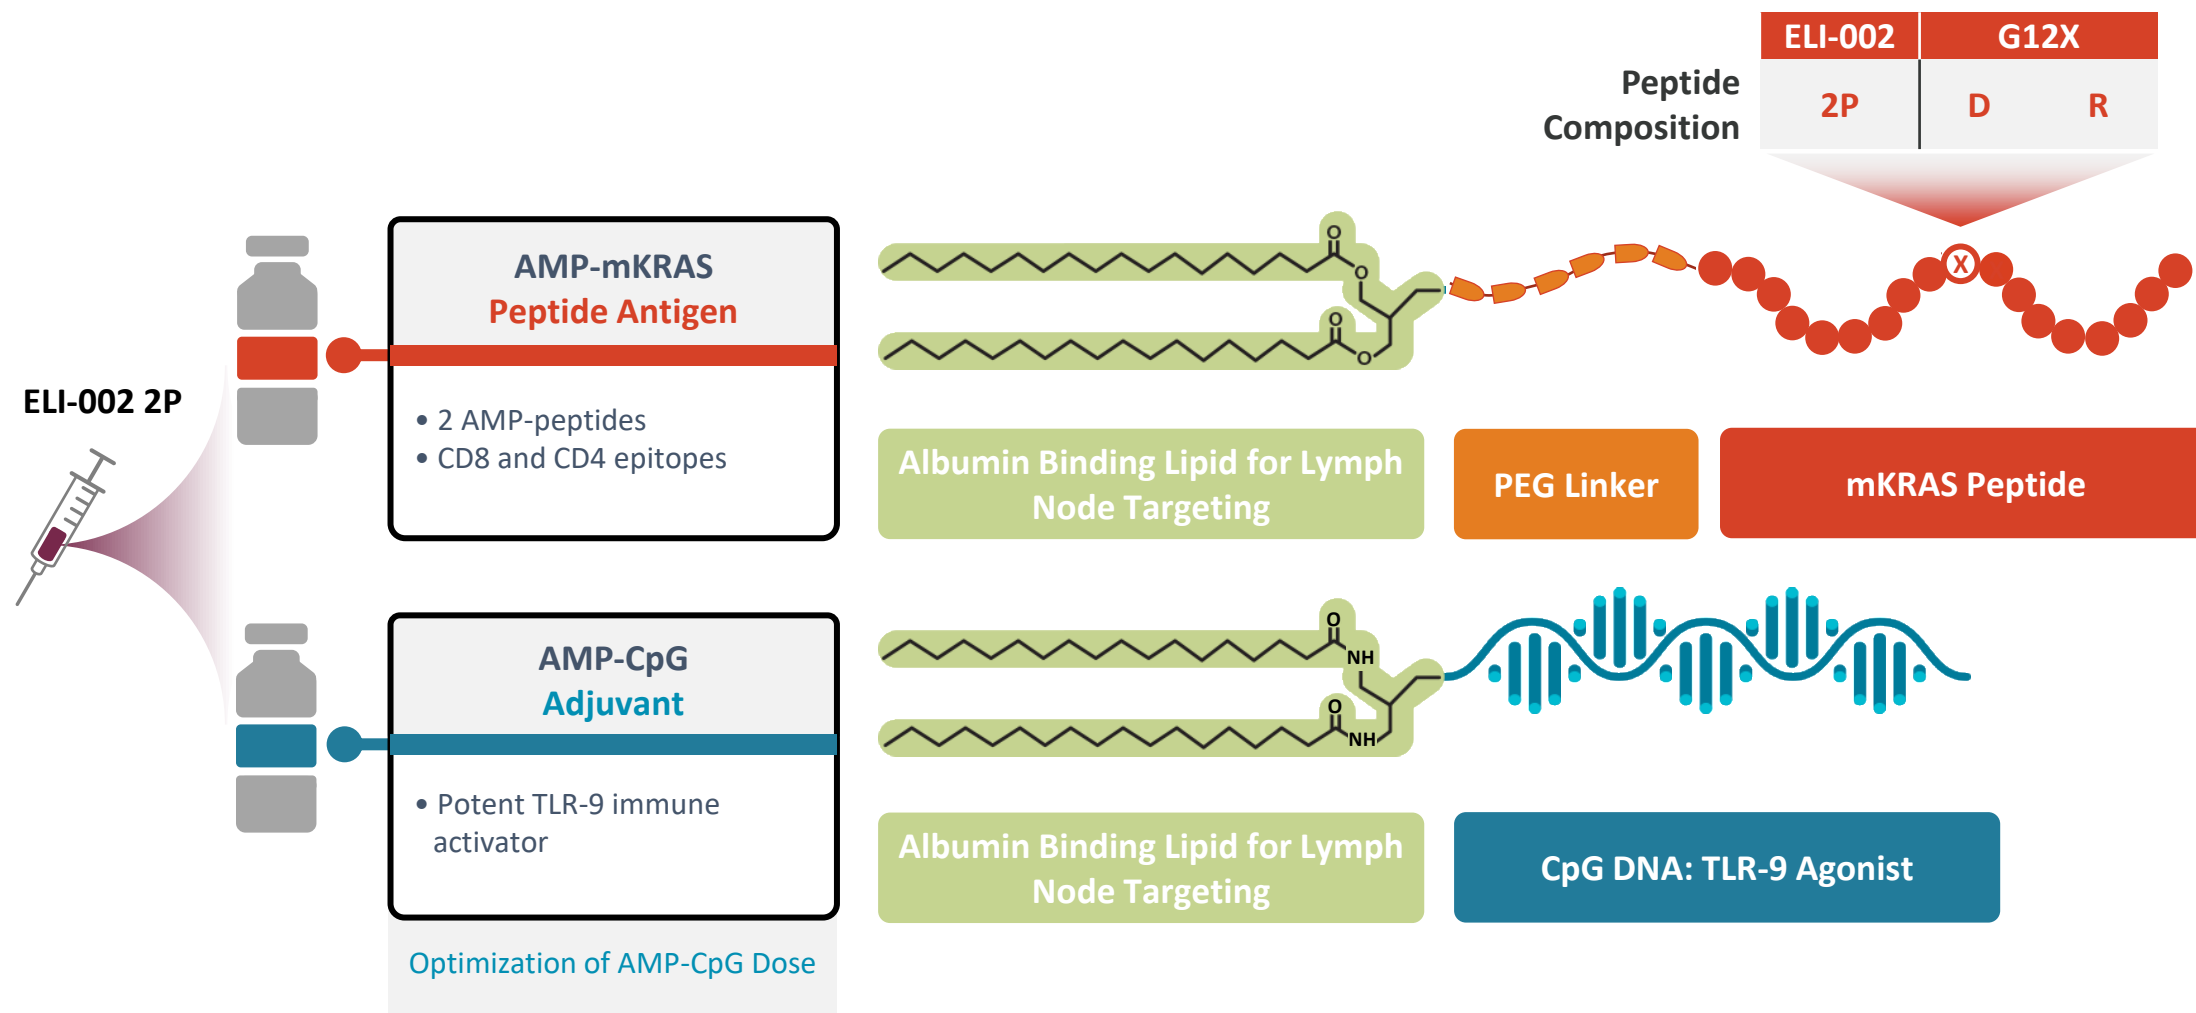 ELI-002 G12X
Peptide
Composition
2P D R
ELI-002 2P
AMP-mKRAS
Peptide Antigen
• 2 AMP-peptides
• CD8 and CD4 epitopes
O
O
O
O
X
Albumin Binding Lipid for Lymph
Node Targeting
PEG Linker
mKRAS Peptide
AMP-CpG
Adjuvant
• Potent TLR-9 immune
activator
O
NH
O
NH
Albumin Binding Lipid for Lymph
Node Targeting
CpG DNA: TLR-9 Agonist
Optimization of AMP-CpG Dose